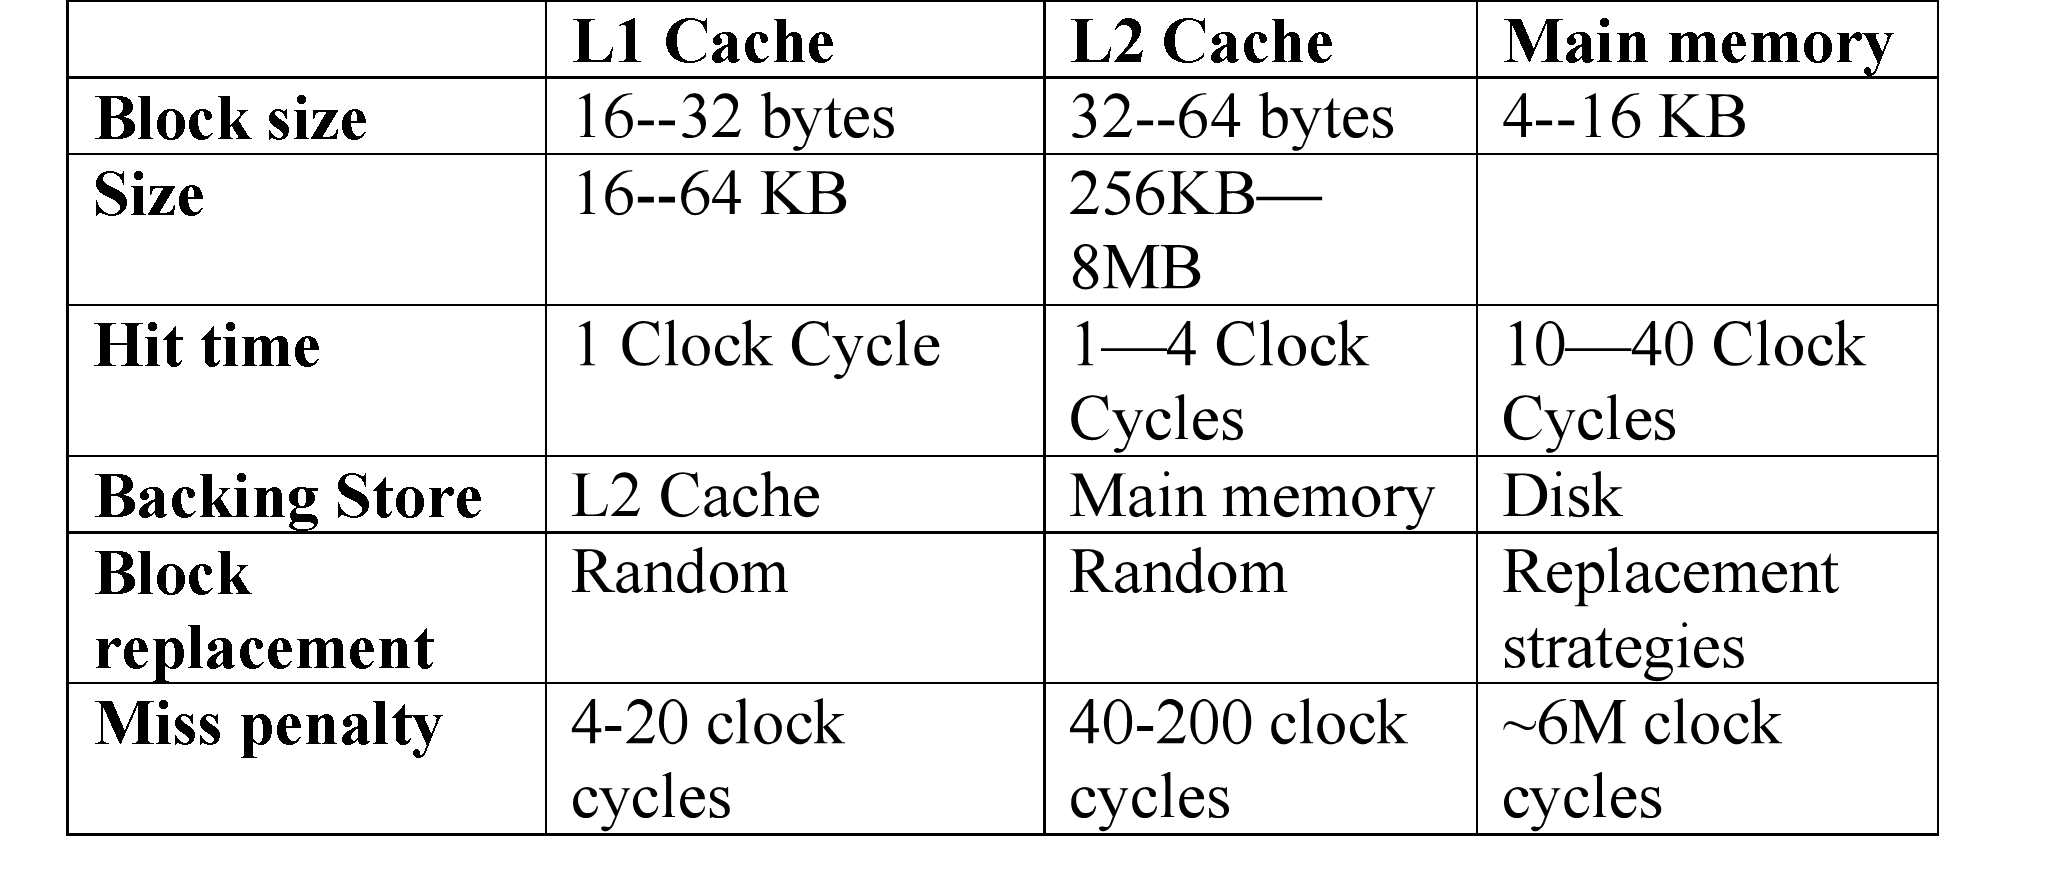 L1 Cache L2 Cache Main memory
Block size 16--32 bytes 32--64 bytes 4--16 KB
Size 16--64 KB 256KB—
8MB
Hit time 1 Clock Cycle 1—4 Clock 10—40 Clock
Cycles Cycles
Backing Store L2 Cache Main memory Disk
Block Random Random Replacement
replacement strategies
Miss penalty 4-20 clock 40-200 clock ~6M clock
cycles cycles cycles